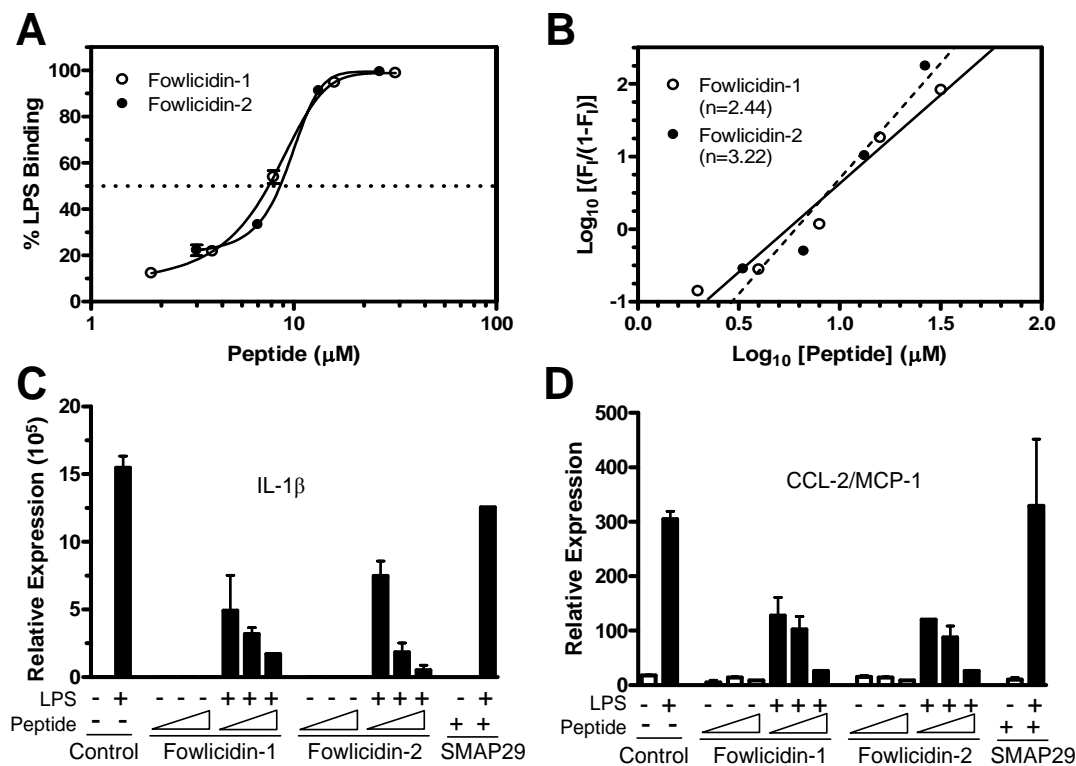 A
% LPS Binding
100
80
60
40
20
0
Fowlicidin-1
Fowlicidin-2
1
10
100
Peptide (μM)
B
Log10 [(FI/(1-FI)]
2
1
0
-1
Fowlicidin-1
(n=2.44)
Fowlicidin-2
(n=3.22)
0.0
0.5
1.0
1.5
2.0
Log10 [Peptide] (μM)
C
Relative Expression (10⁵)
20
15
10
5
0
IL-1β
LPS - + - - - + + + - - - + + + - +
Peptide - - + +
Control
Fowlicidin-1
Fowlicidin-2
SMAP29
D
Relative Expression
500
400
300
200
100
0
CCL-2/MCP-1
LPS - + - - - + + + - - - + + + - +
Peptide - - + +
Control
Fowlicidin-1
Fowlicidin-2
SMAP29